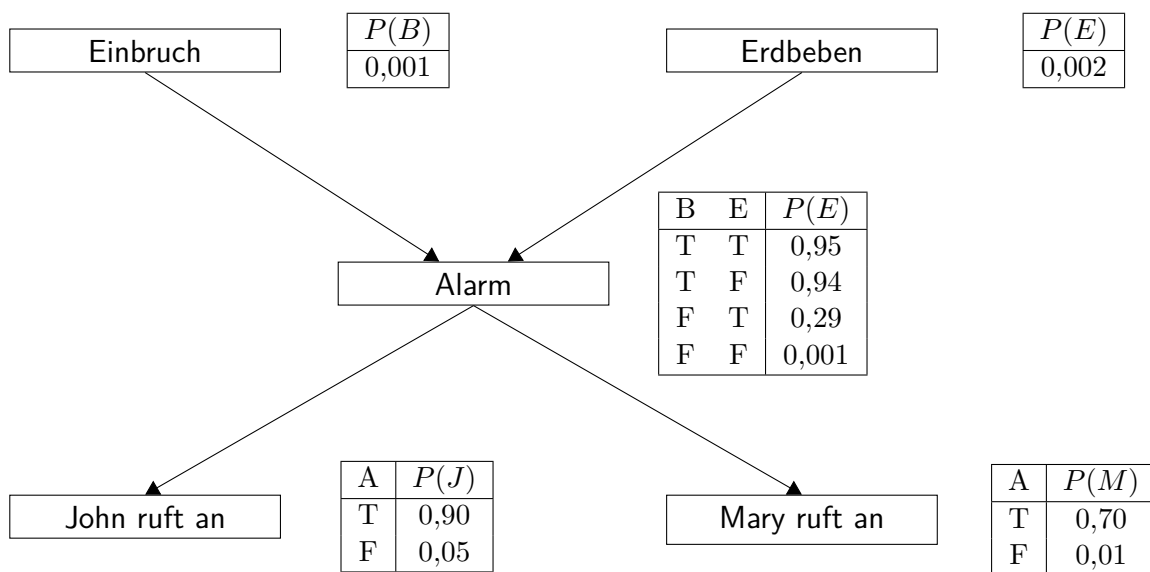 Einbruch
P(B)
0,001
Erdbeben
P(E)
0,002
Alarm
B E P(E)
T T 0,95
T F 0,94
F T 0,29
F F 0,001
John ruft an
A P(J)
T 0,90
F 0,05
Mary ruft an
A P(M)
T 0,70
F 0,01